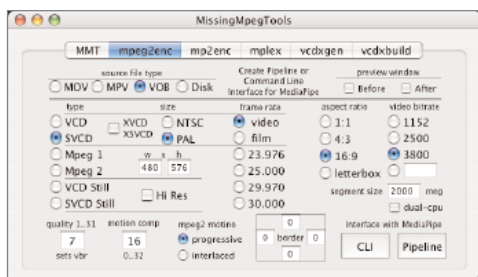 MissingMpegTools
MMT mpeg2enc mp2enc mplex vcdxgen vcdxbuild
source file type
MOV MPV VOB Disk
Create Pipeline or
Command Line
Interface for MediaPipe
preview window
Before After
type size frame rate aspect ratio video bitrate
VCD XVCD NTSC video 1:1 1152
SVCD XSVCD PAL film 4:3 2500
Mpeg 1 w x h 23.976 16:9 3800
Mpeg 2 480 576 25.000 letterbox
VCD Still Hi Res 29.970 segment size 2000 meg
SVCD Still 30.000 dual-cpu
quality 1..31 motion comp mpeg2 motino 0 Interface with MediaPipe
7 16 progressive 0 border 0 CLI Pipeline
sets vbr 0..32 interlaced 0